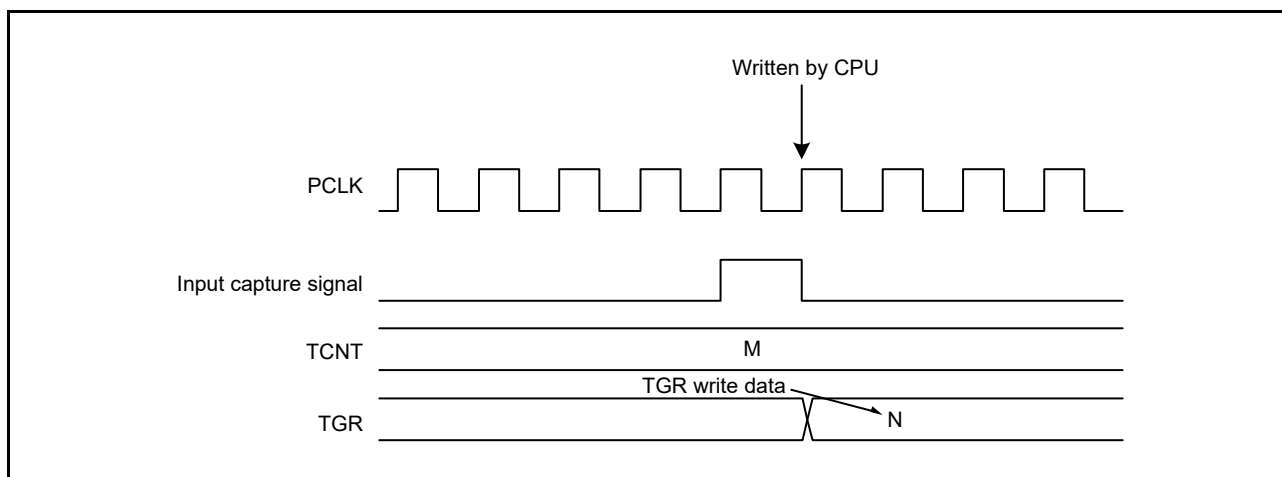 Written by CPU
PCLK
Input capture signal
TCNT
M
TGR write data
TGR
N